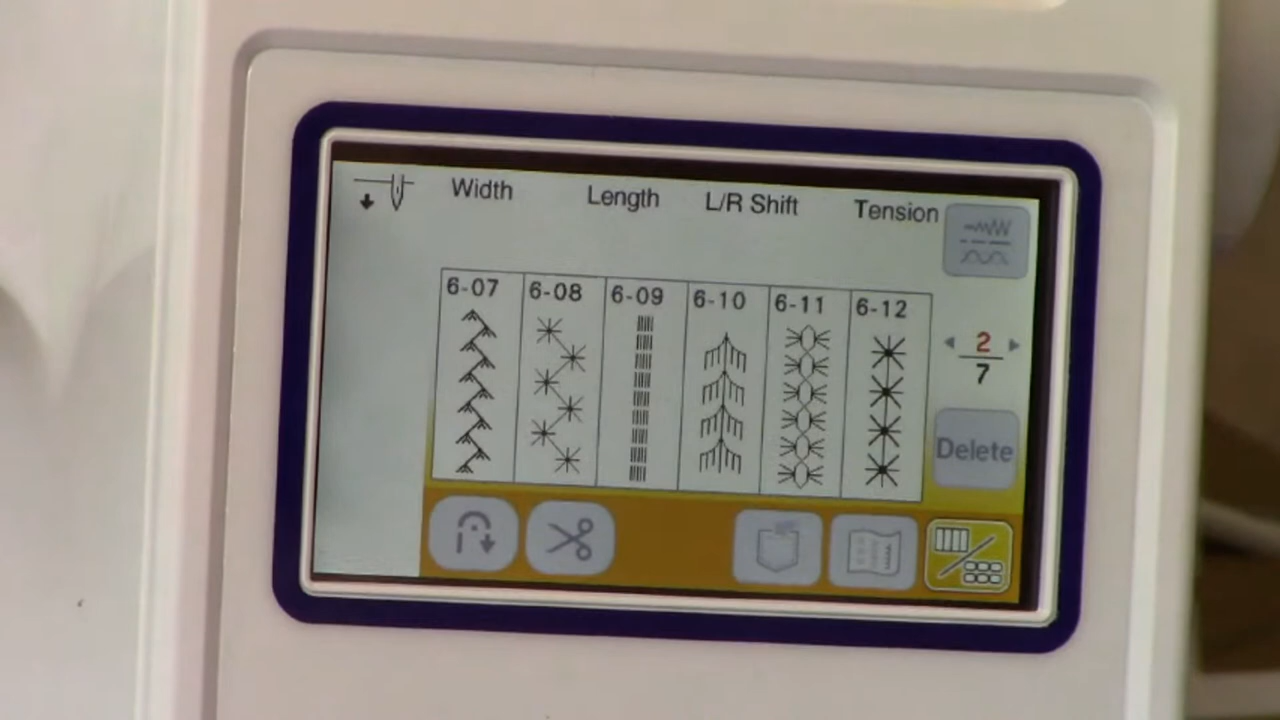 Width Length L/R Shift Tension
6-07 6-08 6-09 6-10 6-11 6-12
2
7
Delete